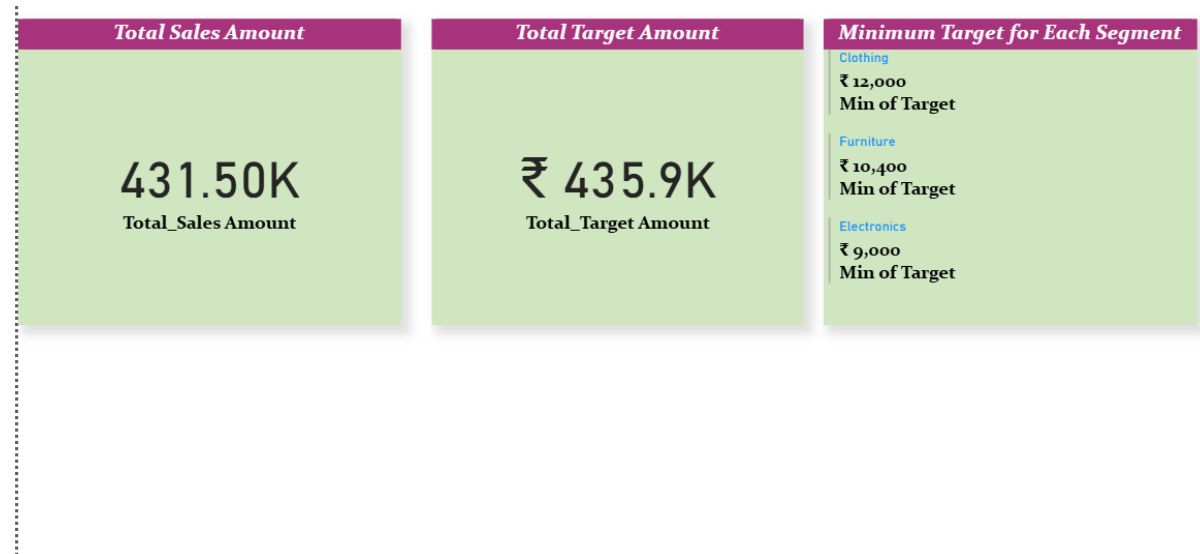 Total Sales Amount
431.50K
Total_Sales Amount
Total Target Amount
₹ 435.9K
Total_Target Amount
Minimum Target for Each Segment
Clothing
₹ 12,000
Min of Target
Furniture
₹ 10,400
Min of Target
Electronics
₹ 9,000
Min of Target